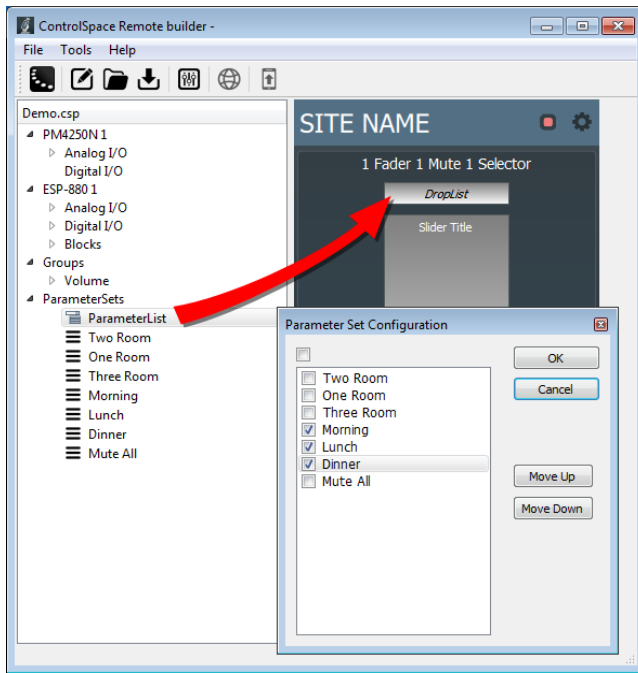 ControlSpace Remote builder -
File Tools Help
Demo.csp
PM4250N 1
Analog I/O
Digital I/O
ESP-880 1
Analog I/O
Digital I/O
Blocks
Groups
Volume
ParameterSets
ParameterList
Two Room
One Room
Three Room
Morning
Lunch
Dinner
Mute All
SITE NAME
1 Fader 1 Mute 1 Selector
DropList
Slider Title
Parameter Set Configuration
Two Room
One Room
Three Room
Morning
Lunch
Dinner
Mute All
OK
Cancel
Move Up
Move Down